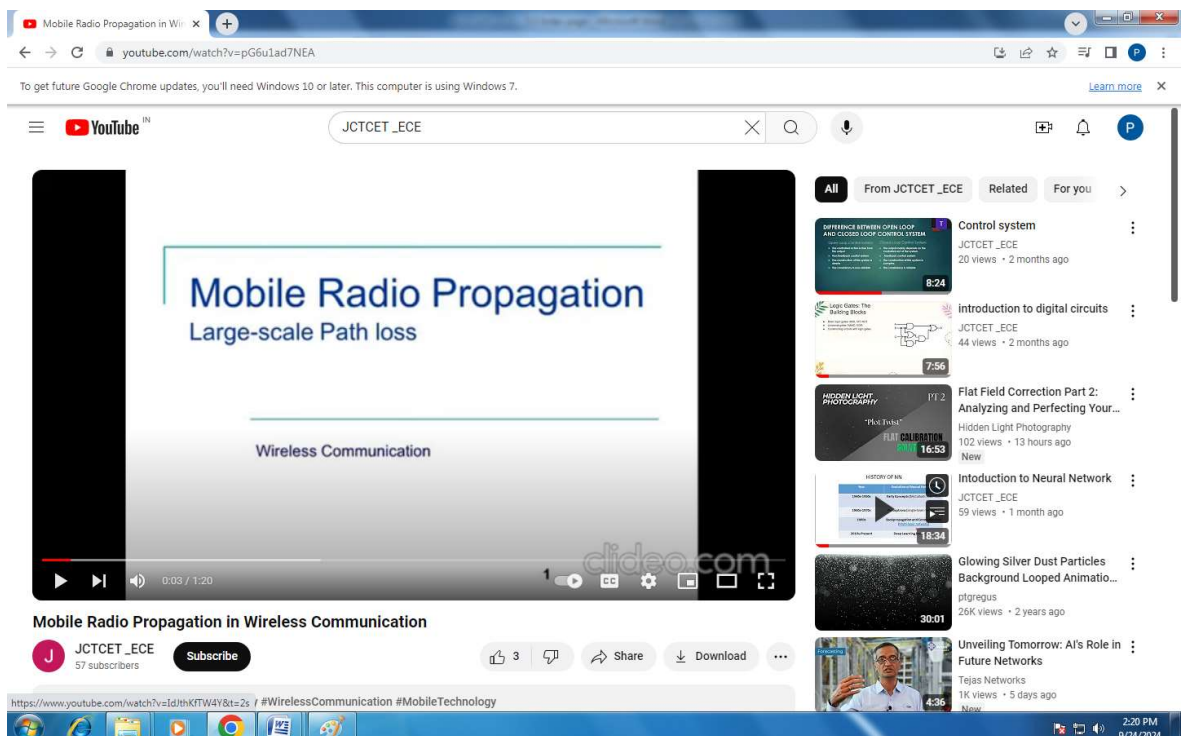 Mobile Radio Propagation in Wir
youtube.com/watch?v=pG6u1ad7NEA
P
To get future Google Chrome updates, you'll need Windows 10 or later. This computer is using Windows 7.
Learn more
YouTube IN
JCTCET _ECE
P
Mobile Radio Propagation
Large-scale Path loss
Wireless Communication
clideo.com
0:03 / 1:20
1
CC
Mobile Radio Propagation in Wireless Communication
J
JCTCET _ECE
57 subscribers
Subscribe
3
Share
Download
/ #WirelessCommunication #MobileTechnology
https://www.youtube.com/watch?v=IdJthKfTW4Y&t=2s
All
From JCTCET _ECE
Related
For you
DIFFERENCE BETWEEN OPEN LOOP
AND CLOSED LOOP CONTROL SYSTEM
T
8:24
Control system
JCTCET _ECE
20 views • 2 months ago
Logic Gates: The
Building Blocks
7:56
introduction to digital circuits
JCTCET _ECE
44 views • 2 months ago
HIDDEN LIGHT
PHOTOGRAPHY
PT 2
"Plot Twist"
FLAT CALIBRATION
16:53
Flat Field Correction Part 2:
Analyzing and Perfecting Your...
Hidden Light Photography
102 views • 13 hours ago
New
HISTORY OF NN
18:34
Intoduction to Neural Network
JCTCET _ECE
59 views • 1 month ago
30:01
Glowing Silver Dust Particles
Background Looped Animatio...
ptgregus
26K views • 2 years ago
4:36
Unveiling Tomorrow: AI's Role in
Future Networks
Tejas Networks
1K views • 5 days ago
New
2:20 PM
9/24/2024